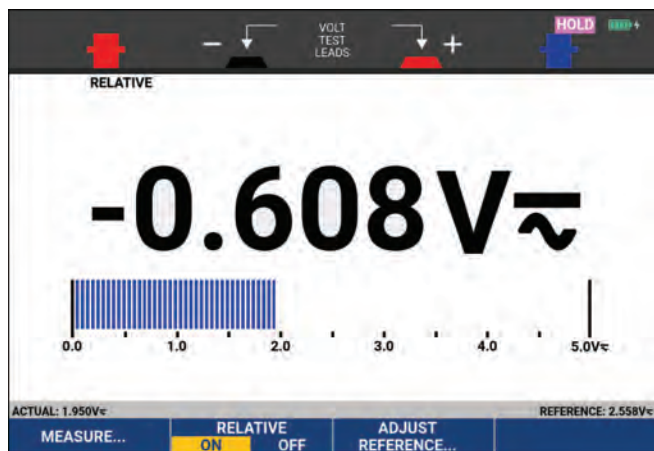 VOLT
TEST
LEADS
− +
HOLD
RELATIVE
-0.608 V⏦
0.0 1.0 2.0 3.0 4.0 5.0V
ACTUAL: 1.950V REFERENCE: 2.558V
MEASURE... RELATIVE ADJUST
ON OFF REFERENCE...